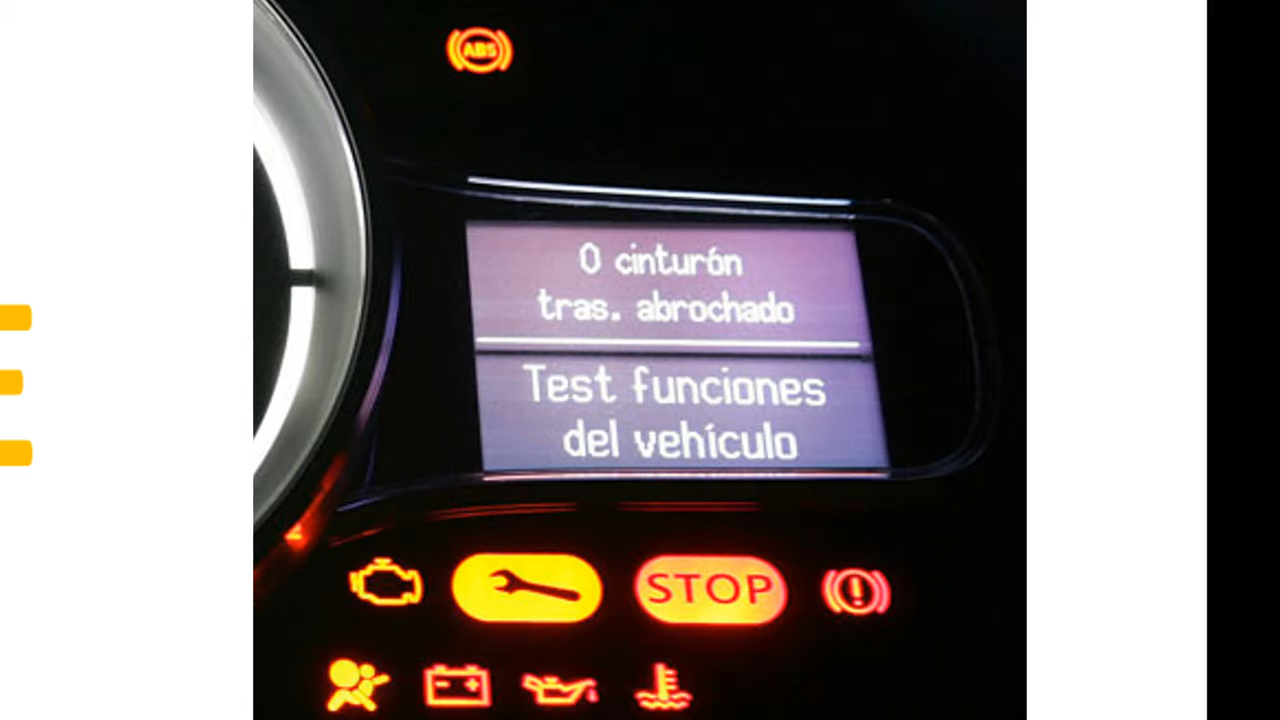 ABS
0 cinturón
tras. abrochado
Test funciones
del vehículo
STOP